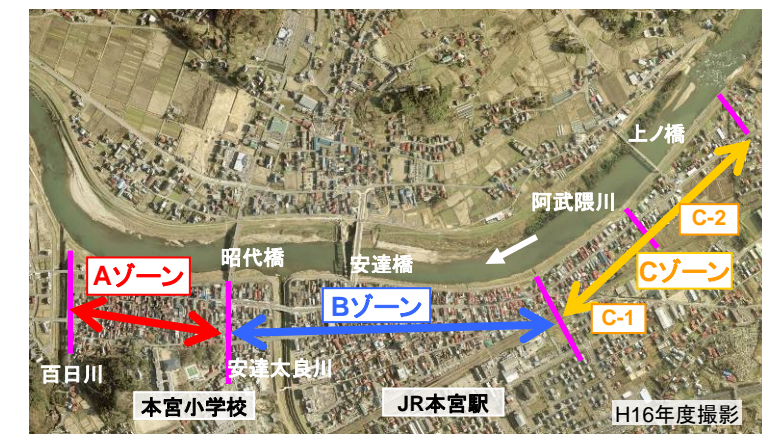 上ノ橋
阿武隈川
C-2
昭代橋
安達橋
Aゾーン
Cゾーン
Bゾーン
C-1
百日川
安達太良川
本宮小学校
JR本宮駅
H16年度撮影